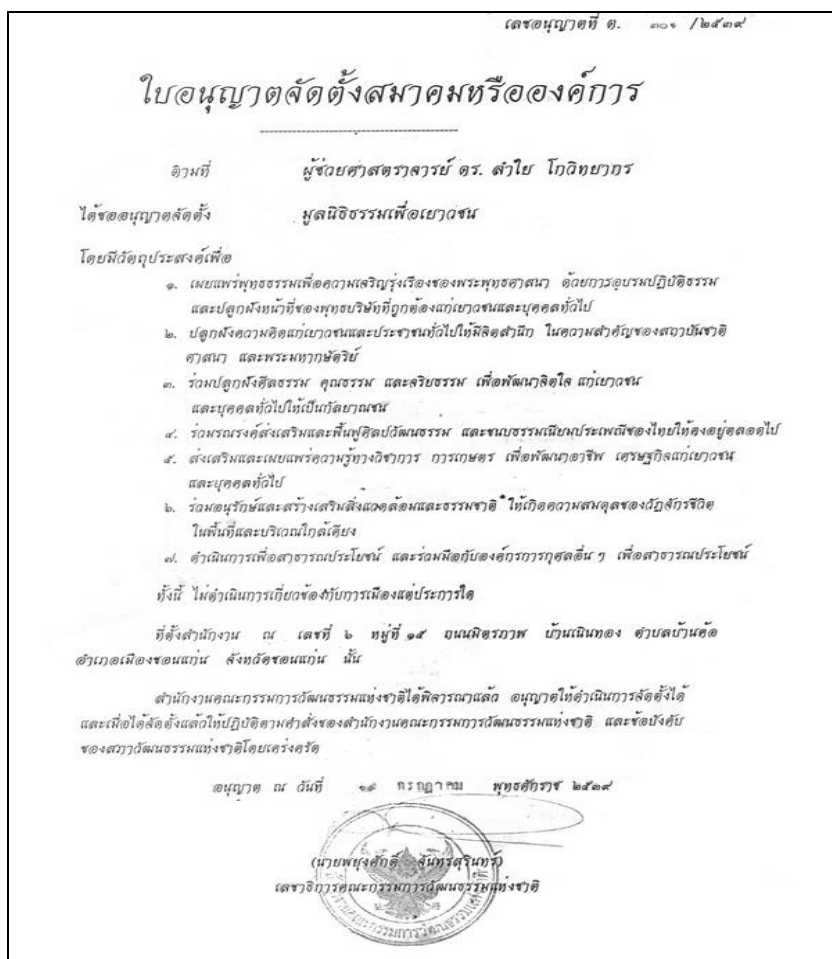 เลขอนุญาตที่ ต. ๓๐๑ /๒๕๓๙
ใบอนุญาตจัดตั้งสมาคมหรือองค์การ
ตามที่ ผู้ช่วยศาสตราจารย์ ดร. ลำใย โกวิทยากร
ได้ขออนุญาตจัดตั้ง มูลนิธิธรรมเพื่อเยาวชน
โดยมีวัตถุประสงค์เพื่อ
๑. เผยแพร่พุทธธรรมเพื่อความเจริญรุ่งเรืองของพระพุทธศาสนา ด้วยการอบรมปฏิบัติธรรม
และปลูกฝังหน้าที่ของพุทธบริษัทที่ถูกต้องแก่เยาวชนและบุคคลทั่วไป
๒. ปลูกฝังความคิดแก่เยาวชนและประชาชนทั่วไปให้มีจิตสำนึก ในความสำคัญของสถาบันชาติ
ศาสนา และพระมหากษัตริย์
๓. ร่วมปลูกฝังศีลธรรม คุณธรรม และจริยธรรม เพื่อพัฒนาจิตใจ แก่เยาวชน
และบุคคลทั่วไปให้เป็นกัลยาณชน
๔. ร่วมรณรงค์ส่งเสริมและฟื้นฟูศิลปวัฒนธรรม และขนบธรรมเนียมประเพณีของไทยให้คงอยู่ตลอดไป
๕. ส่งเสริมและเผยแพร่ความรู้ทางวิชาการ การเกษตร เพื่อพัฒนาอาชีพ เศรษฐกิจแก่เยาวชน
และบุคคลทั่วไป
๖. ร่วมอนุรักษ์และสร้างเสริมสิ่งแวดล้อมและธรรมชาติ ให้เกิดความสมดุลของวัฏจักรชีวิต
ในพื้นที่และบริเวณใกล้เคียง
๗. ดำเนินการเพื่อสาธารณประโยชน์ และร่วมมือกับองค์กรการกุศลอื่น ๆ เพื่อสาธารณประโยชน์
ทั้งนี้ ไม่ดำเนินการเกี่ยวข้องกับการเมืองแต่ประการใด
ที่ตั้งสำนักงาน ณ เลขที่ ๖ หมู่ที่ ๑๕ ถนนมิตรภาพ บ้านเนินทอง ตำบลบ้านค้อ
อำเภอเมืองขอนแก่น จังหวัดขอนแก่น นั้น
สำนักงานคณะกรรมการวัฒนธรรมแห่งชาติได้พิจารณาแล้ว อนุญาตให้ดำเนินการจัดตั้งได้
และเมื่อได้จัดตั้งแล้วให้ปฏิบัติตามคำสั่งของสำนักงานคณะกรรมการวัฒนธรรมแห่งชาติ และข้อบังคับ
ของสภาวัฒนธรรมแห่งชาติโดยเคร่งครัด
อนุญาต ณ วันที่ กรกฎาคม พุทธศักราช ๒๕๓๙
(นายพยุงศักดิ์ จันทรสุรินทร์)
เลขาธิการคณะกรรมการวัฒนธรรมแห่งชาติ